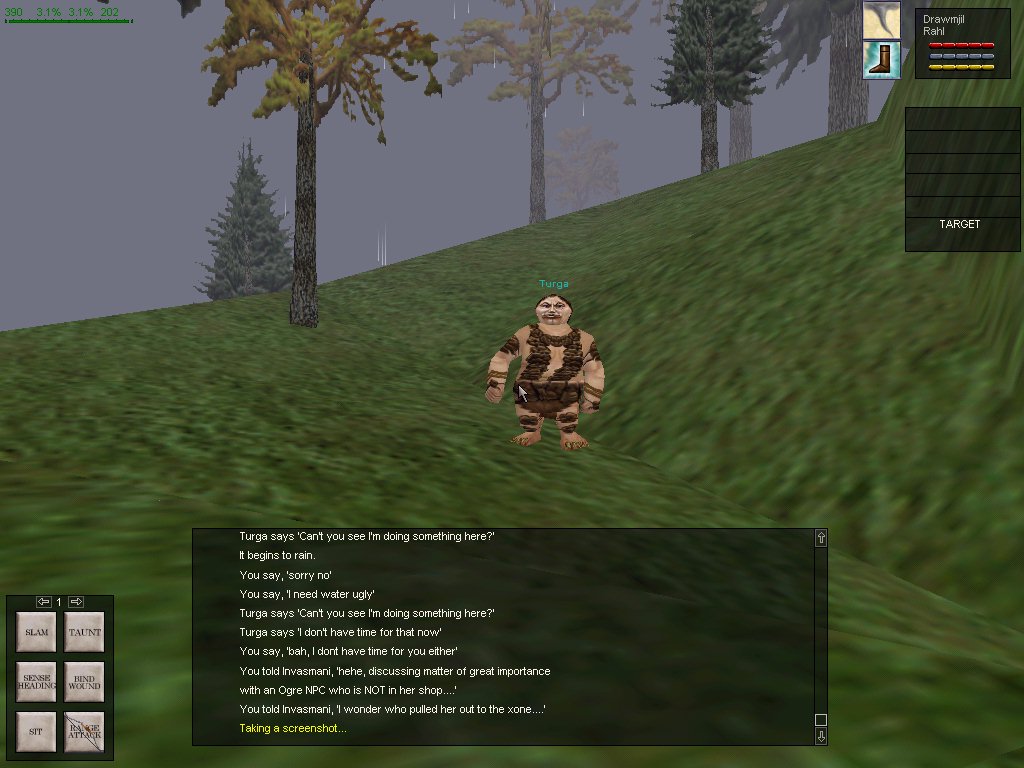 390 3.1% 3.1% 202
Drawmjil
Rahl
TARGET
Turga
Turga says 'Can't you see I'm doing something here?'
It begins to rain.
You say, 'sorry no'
You say, 'I need water ugly'
Turga says 'Can't you see I'm doing something here?'
Turga says 'I don't have time for that now'
You say, 'bah, I dont have time for you either'
You told Invasmani, 'hehe, discussing matter of great importance
with an Ogre NPC who is NOT in her shop....'
You told Invasmani, 'I wonder who pulled her out to the xone....'
Taking a screenshot...
1
SLAM TAUNT
SENSE HEADING BIND WOUND
SIT RANGE ATTACK